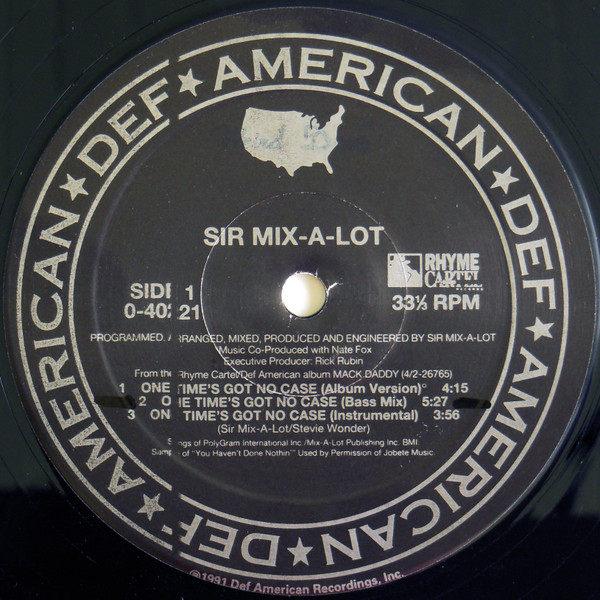 DEF ★ AMERICAN ★ DEF ★ AMERICAN ★ DEF ★ AMERICAN ★
SIR MIX-A-LOT
RHYME
CARTEL
SIDE 1
0-40221
33⅓ RPM
PROGRAMMED, ARRANGED, MIXED, PRODUCED AND ENGINEERED BY SIR MIX-A-LOT
Music Co-Produced with Nate Fox
Executive Producer: Rick Rubin
From the Rhyme Cartel/Def American album MACK DADDY (4/2-26765)
1 ONE TIME'S GOT NO CASE (Album Version)° 4:15
2 ONE TIME'S GOT NO CASE (Bass Mix) 5:27
3 ONE TIME'S GOT NO CASE (Instrumental) 3:56
(Sir Mix-A-Lot/Stevie Wonder)
Songs of PolyGram International Inc./Mix-A-Lot Publishing Inc. BMI.
Sample of "You Haven't Done Nothin'" Used by Permission of Jobete Music.
℗1991 Def American Recordings, Inc.